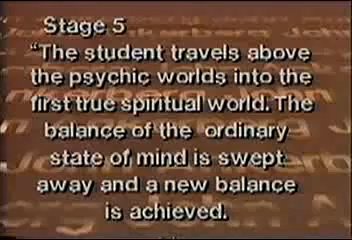 Stage 5
"The student travels above
the psychic worlds into the
first true spiritual world. The
balance of the ordinary
state of mind is swept
away and a new balance
is achieved.